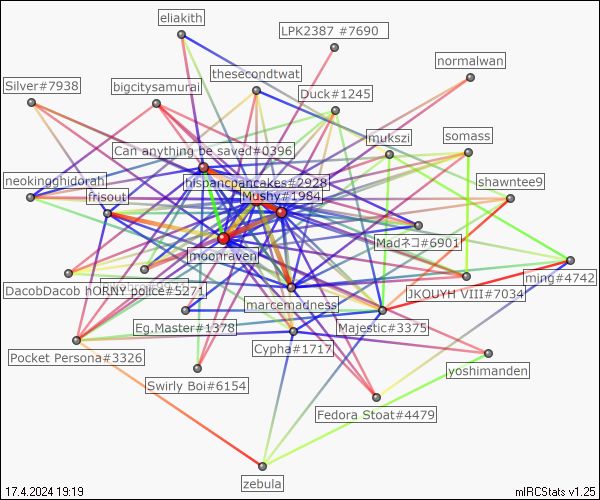 eliakith
LPK2387 #7690
normalwan
thesecondtwat
Silver#7938
bigcitysamurai
Duck#1245
mukszi
somass
Can anything be saved#0396
neokingghidorah
hispancpancakes#2928
shawntee9
frisout
Mushy#1984
Madネコ#6901
moonraven
ming#4742
DacobDacob hORNY police#5271
JKOUYH VIII#7034
marcemadness
Eg.Master#1378
Majestic#3375
Cypha#1717
Pocket Persona#3326
yoshimanden
Swirly Boi#6154
Fedora Stoat#4479
zebula
17.4.2024 19:19
mIRCStats v1.25